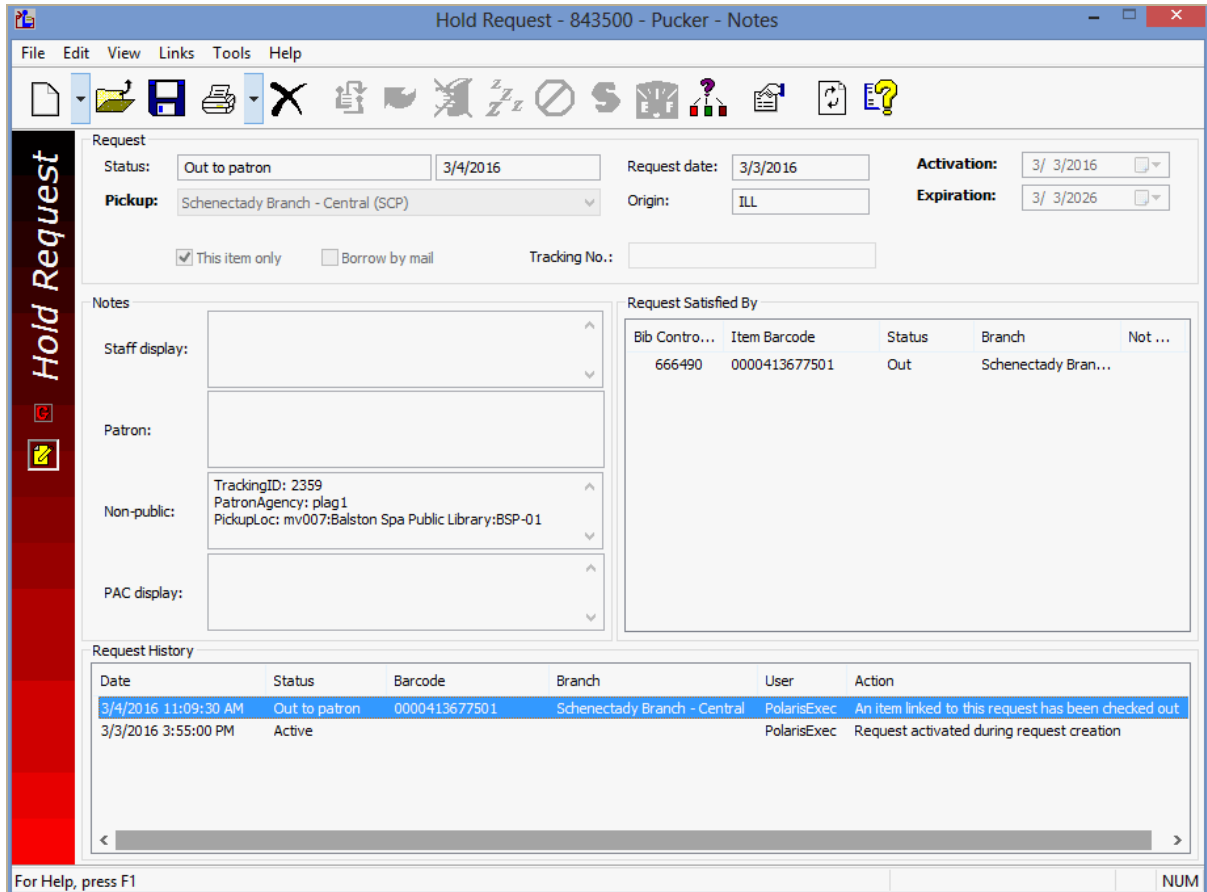 Hold Request - 843500 - Pucker - Notes
File Edit View Links Tools Help
Hold Request
Request
Status: Out to patron 3/4/2016 Request date: 3/3/2016 Activation: 3/ 3/2016
Pickup: Schenectady Branch - Central (SCP) Origin: ILL Expiration: 3/ 3/2026
This item only Borrow by mail Tracking No.:
Notes
Staff display:
Patron:
Non-public:
TrackingID: 2359
PatronAgency: plag1
PickupLoc: mv007:Balston Spa Public Library:BSP-01
PAC display:
Request Satisfied By
Bib Contro... Item Barcode Status Branch Not ...
666490 0000413677501 Out Schenectady Bran...
Request History
Date Status Barcode Branch User Action
3/4/2016 11:09:30 AM Out to patron 0000413677501 Schenectady Branch - Central PolarisExec An item linked to this request has been checked out
3/3/2016 3:55:00 PM Active PolarisExec Request activated during request creation
For Help, press F1 NUM